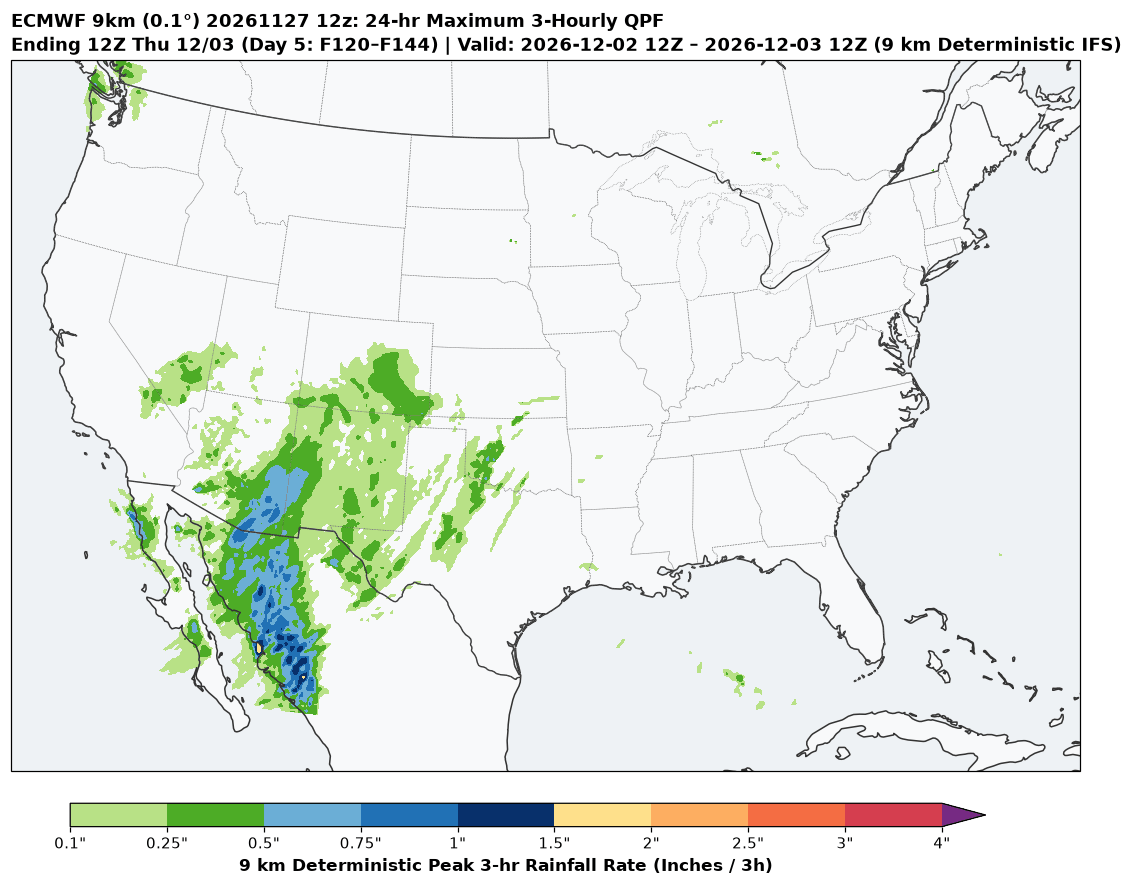 ECMWF 9km (0.1°) 20261127 12z: 24-hr Maximum 3-Hourly QPF
Ending 12Z Thu 12/03 (Day 5: F120–F144) | Valid: 2026-12-02 12Z – 2026-12-03 12Z (9 km Deterministic IFS)
0.1" 0.25" 0.5" 0.75" 1" 1.5" 2" 2.5" 3" 4"
9 km Deterministic Peak 3-hr Rainfall Rate (Inches / 3h)